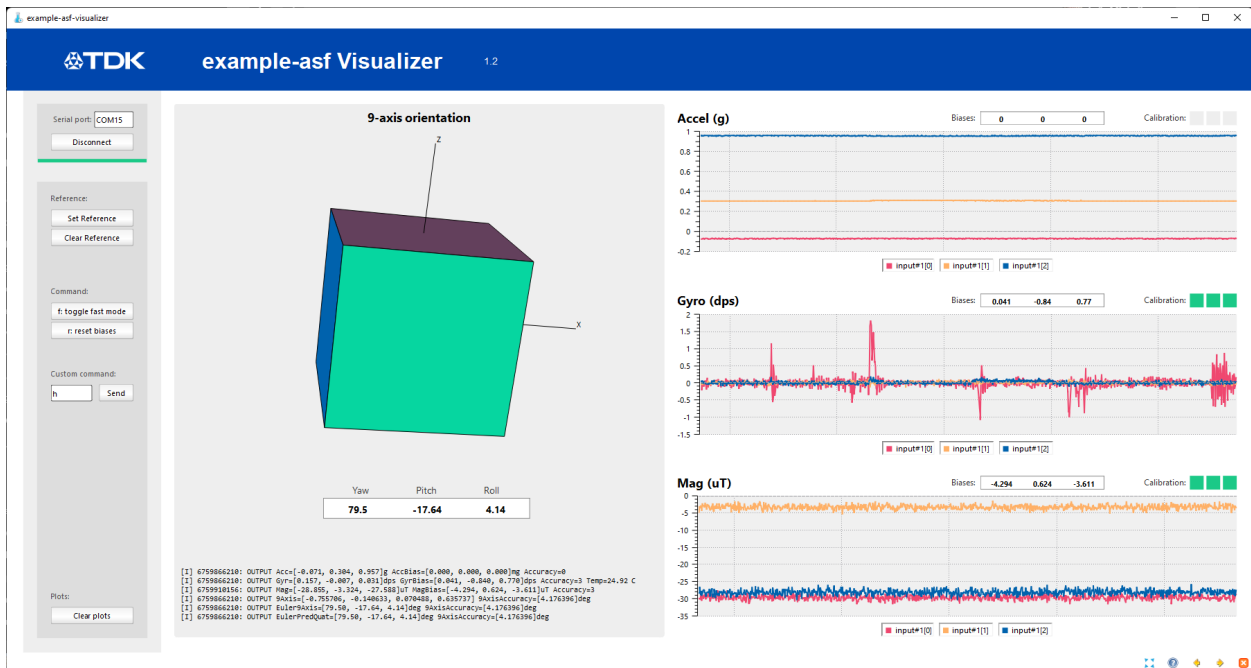 example-asf-visualizer
TDK
example-asf Visualizer
1.2
Serial port: COM15
Disconnect
Reference:
Set Reference
Clear Reference
Command:
f: toggle fast mode
r: reset biases
Custom command:
h Send
Plots:
Clear plots
9-axis orientation
Z
X
Yaw Pitch Roll
79.5 -17.64 4.14
[I] 6759866210: OUTPUT Acc=[-0.071, 0.304, 0.957]g AccBias=[0.000, 0.000, 0.000]mg Accuracy=0
[I] 6759866210: OUTPUT Gyr=[0.157, -0.007, 0.031]dps GyrBias=[0.041, -0.840, 0.770]dps Accuracy=3 Temp=24.92 C
[I] 6759910156: OUTPUT Mag=[-28.855, -3.324, -27.588]uT MagBias=[-4.294, 0.624, -3.611]uT Accuracy=3
[I] 6759866210: OUTPUT 9Axis=[-0.755706, -0.140633, 0.070488, 0.635737] 9AxisAccuracy=[4.176396]deg
[I] 6759866210: OUTPUT Euler9Axis=[79.50, -17.64, 4.14]deg 9AxisAccuracy=[4.176396]deg
[I] 6759866210: OUTPUT EulerPredQuat=[79.50, -17.64, 4.14]deg 9AxisAccuracy=[4.176396]deg
Accel (g) Biases: 0 0 0 Calibration:
1
0.8
0.6
0.4
0.2
0
-0.2
input#1[0] input#1[1] input#1[2]
Gyro (dps) Biases: 0.041 -0.84 0.77 Calibration:
2
1.5
1
0.5
0
-0.5
-1
-1.5
input#1[0] input#1[1] input#1[2]
Mag (uT) Biases: -4.294 0.624 -3.611 Calibration:
0
-5
-10
-15
-20
-25
-30
-35
input#1[0] input#1[1] input#1[2]